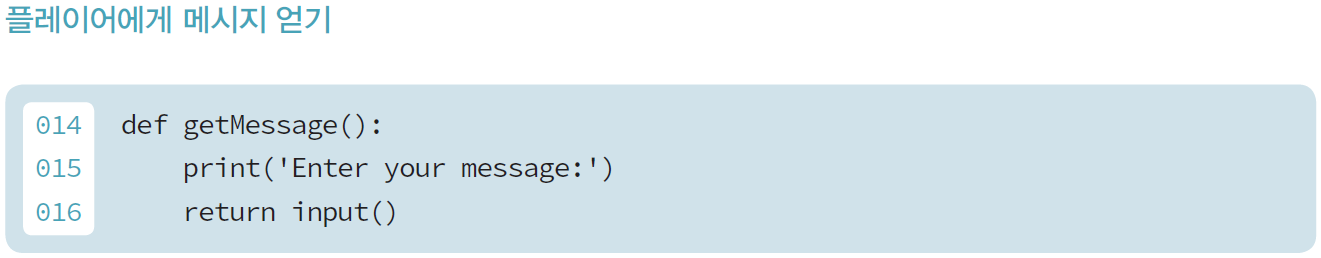 플레이어에게 메시지 얻기
014 def getMessage():
015     print('Enter your message:')
016     return input()